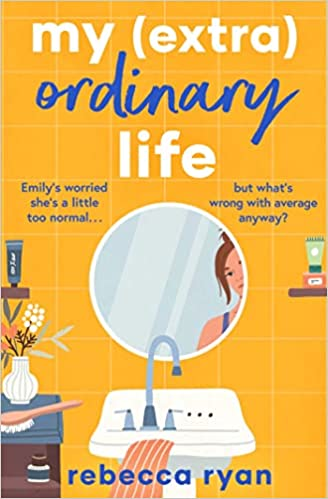 my (extra)
ordinary
life
Emily's worried
she's a little
too normal...
but what's
wrong with average
anyway?
rebecca ryan